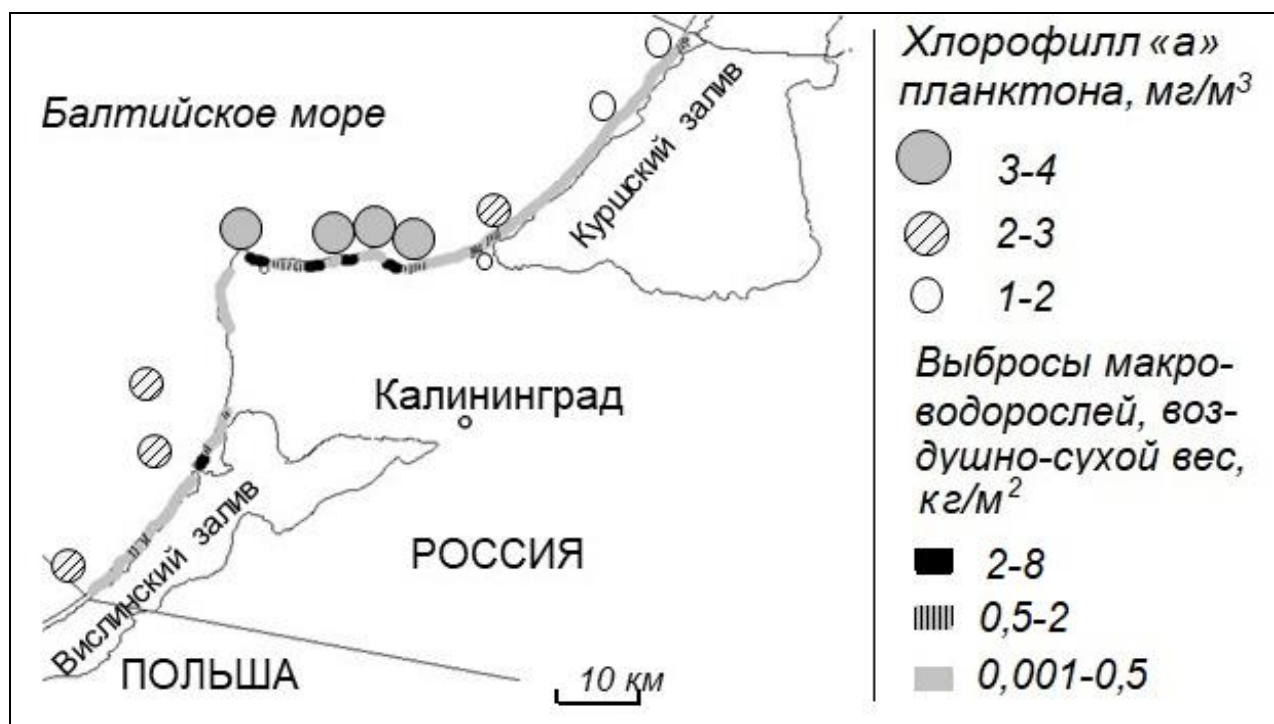 Балтийское море
Куршский залив
Калининград
Вислинский залив
РОССИЯ
ПОЛЬША
10 км
Хлорофилл «а»
планктона, мг/м³
3-4
2-3
1-2
Выбросы макро-
водорослей, воз-
душно-сухой вес,
кг/м²
2-8
0,5-2
0,001-0,5